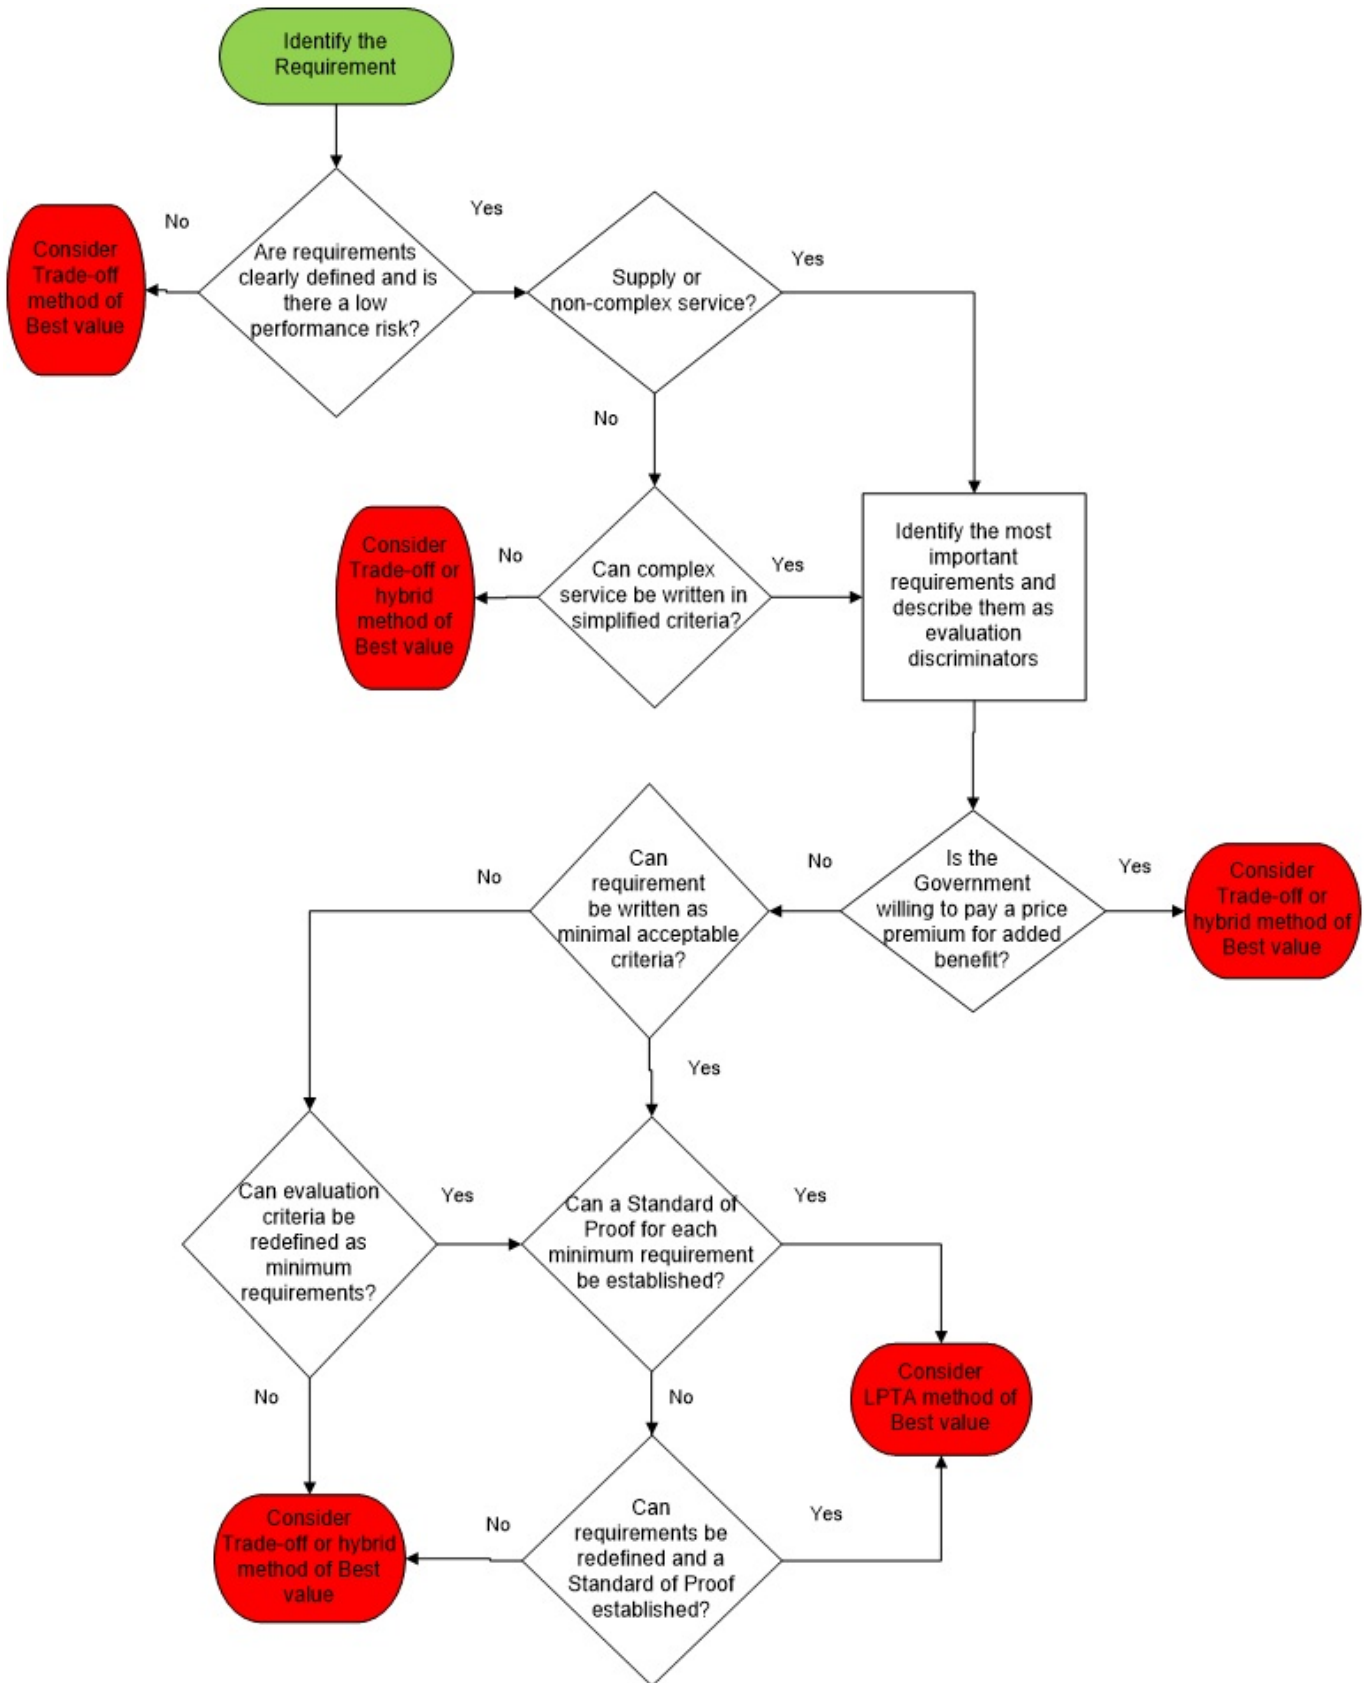 Identify the
Requirement
No
Yes
Consider
Trade-off
method of
Best value
Are requirements
clearly defined and is
there a low
performance risk?
Supply or
non-complex service?
Yes
No
Consider
Trade-off or
hybrid
method of
Best value
No
Can complex
service be written in
simplified criteria?
Yes
Identify the most
important
requirements and
describe them as
evaluation
discriminators
No
Can
requirement
be written as
minimal acceptable
criteria?
No
Is the
Government
willing to pay a price
premium for added
benefit?
Yes
Consider
Trade-off or
hybrid method of
Best value
Yes
Can evaluation
criteria be
redefined as
minimum
requirements?
Yes
Can a Standard of
Proof for each
minimum requirement
be established?
Yes
No
No
Consider
LPTA method of
Best value
Consider
Trade-off or hybrid
method of Best
value
No
Can
requirements be
redefined and a
Standard of Proof
established?
Yes